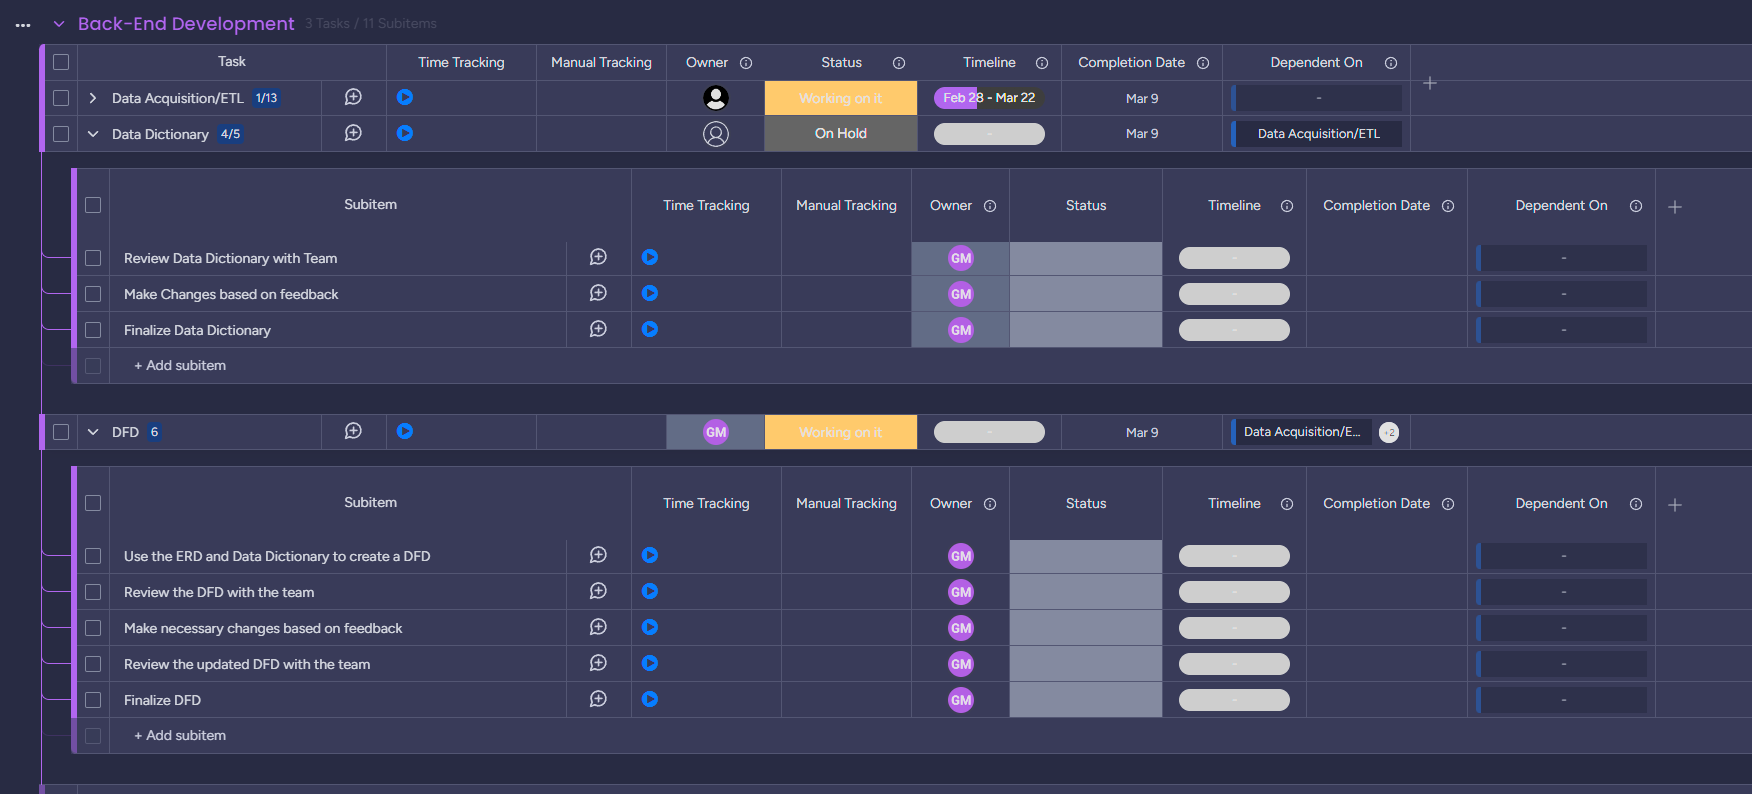 Back-End Development 3 Tasks / 11 Subitems
Task Time Tracking Manual Tracking Owner Status Timeline Completion Date Dependent On
Data Acquisition/ETL 1/13 Working on it Feb 28 - Mar 22 Mar 9 -
Data Dictionary 4/5 On Hold - Mar 9 Data Acquisition/ETL
Subitem Time Tracking Manual Tracking Owner Status Timeline Completion Date Dependent On
Review Data Dictionary with Team GM - -
Make Changes based on feedback GM - -
Finalize Data Dictionary GM - -
+ Add subitem
DFD 6 GM Working on it - Mar 9 Data Acquisition/E... +2
Subitem Time Tracking Manual Tracking Owner Status Timeline Completion Date Dependent On
Use the ERD and Data Dictionary to create a DFD GM - -
Review the DFD with the team GM - -
Make necessary changes based on feedback GM - -
Review the updated DFD with the team GM - -
Finalize DFD GM - -
+ Add subitem